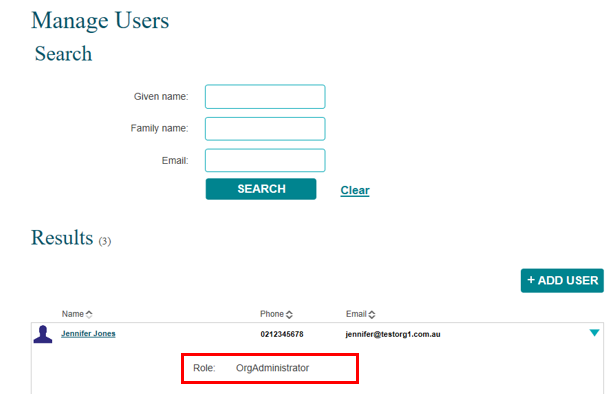 Manage Users
Search
Given name:
Family name:
Email:
SEARCH Clear
Results (3)
+ ADD USER
Name Phone Email
Jennifer Jones 0212345678 jennifer@testorg1.com.au
Role: OrgAdministrator